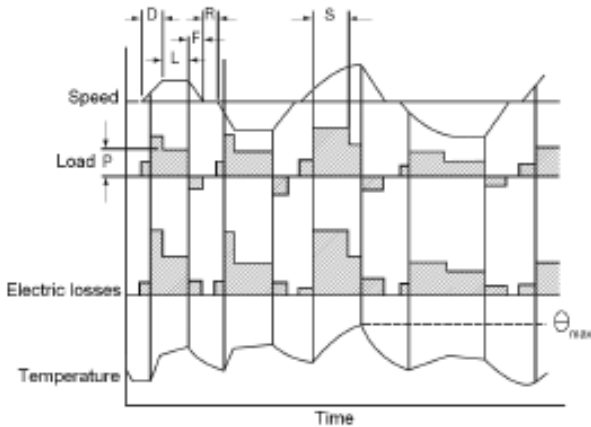 D R S
L F
Speed
Load P
Electric losses
Θmax
Temperature
Time